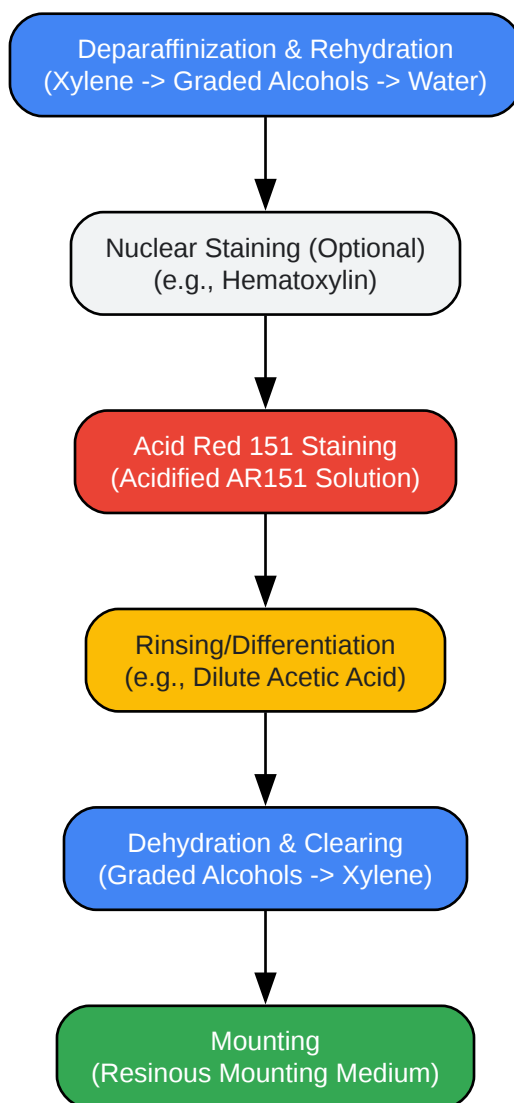 Deparaffinization & Rehydration
(Xylene -> Graded Alcohols -> Water)
Nuclear Staining (Optional)
(e.g., Hematoxylin)
Acid Red 151 Staining
(Acidified AR151 Solution)
Rinsing/Differentiation
(e.g., Dilute Acetic Acid)
Dehydration & Clearing
(Graded Alcohols -> Xylene)
Mounting
(Resinous Mounting Medium)